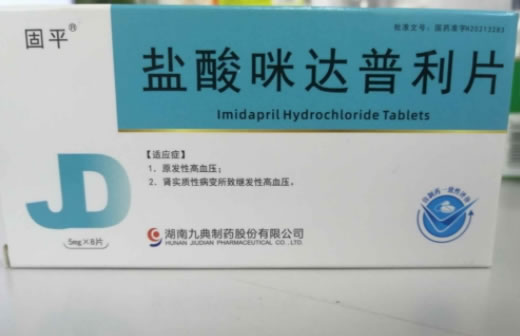 固平®
批准文号：国药准字H20213283
盐酸咪达普利片
Imidapril Hydrochloride Tablets
【适应症】
1．原发性高血压；
2．肾实质性病变所致继发性高血压。
JD
5mg×8片
湖南九典制药股份有限公司
HUNAN JIUDIAN PHARMACEUTICAL CO.,LTD.